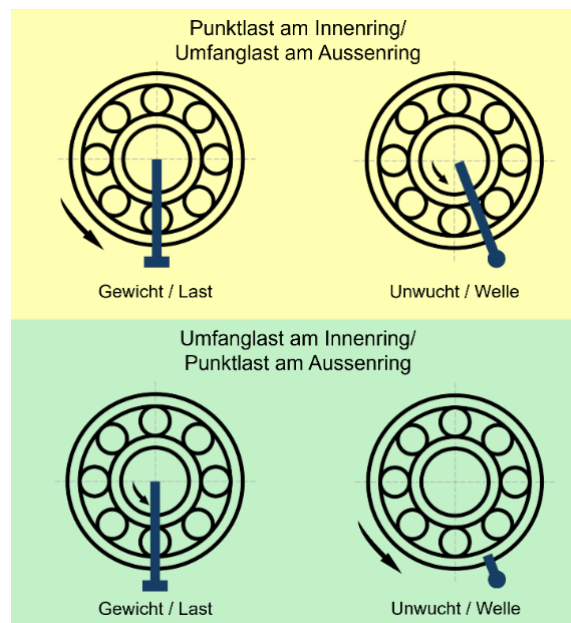 Punktlast am Innenring/
Umfanglast am Aussenring
Gewicht / Last
Unwucht / Welle
Umfanglast am Innenring/
Punktlast am Aussenring
Gewicht / Last
Unwucht / Welle